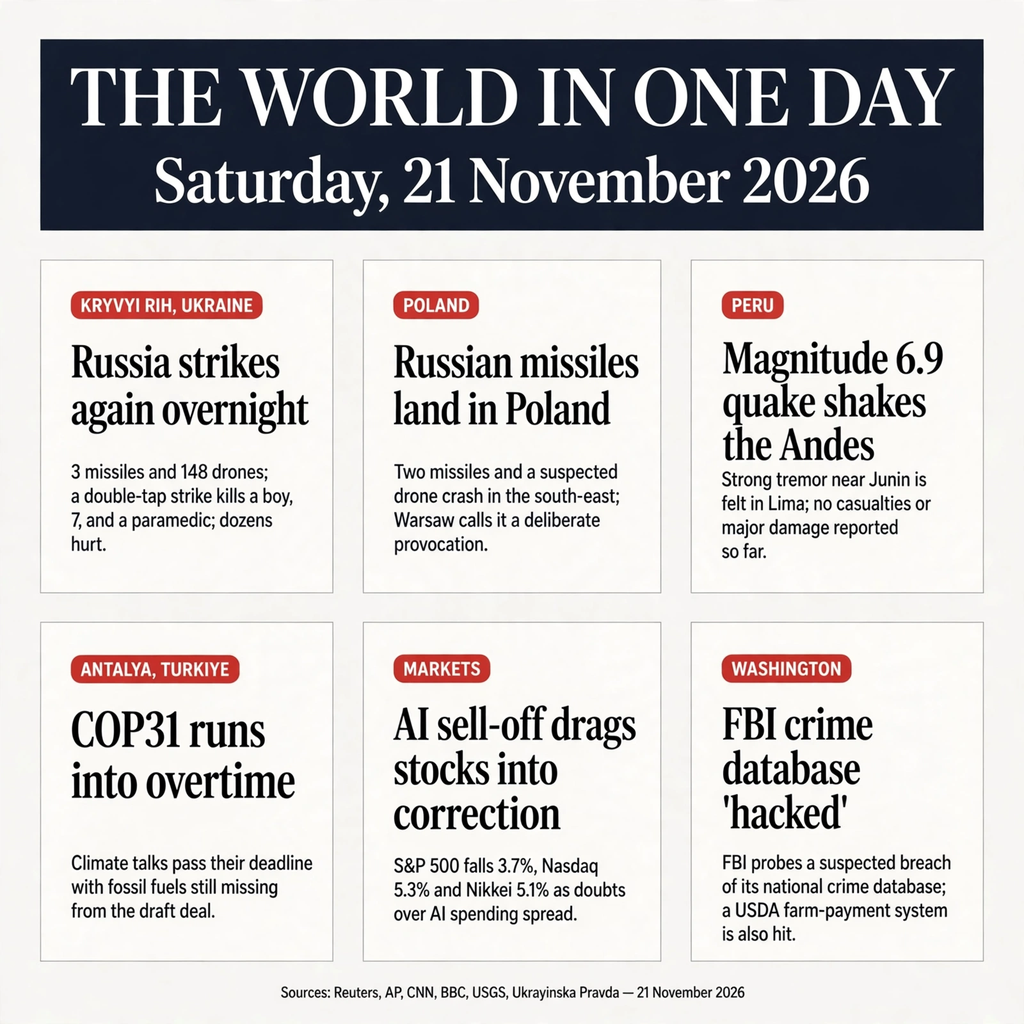 THE WORLD IN ONE DAY
Saturday, 21 November 2026
KRYVYI RIH, UKRAINE
Russia strikes
again overnight
3 missiles and 148 drones;
a double-tap strike kills a boy,
7, and a paramedic; dozens
hurt.
POLAND
Russian missiles
land in Poland
Two missiles and a suspected
drone crash in the south-east;
Warsaw calls it a deliberate
provocation.
PERU
Magnitude 6.9
quake shakes
the Andes
Strong tremor near Junin is
felt in Lima; no casualties or
major damage reported
so far.
ANTALYA, TURKIYE
COP31 runs
into overtime
Climate talks pass their deadline
with fossil fuels still missing
from the draft deal.
MARKETS
AI sell-off drags
stocks into
correction
S&P 500 falls 3.7%, Nasdaq
5.3% and Nikkei 5.1% as doubts
over AI spending spread.
WASHINGTON
FBI crime
database
'hacked'
FBI probes a suspected breach
of its national crime database;
a USDA farm-payment system
is also hit.
Sources: Reuters, AP, CNN, BBC, USGS, Ukrayinska Pravda — 21 November 2026